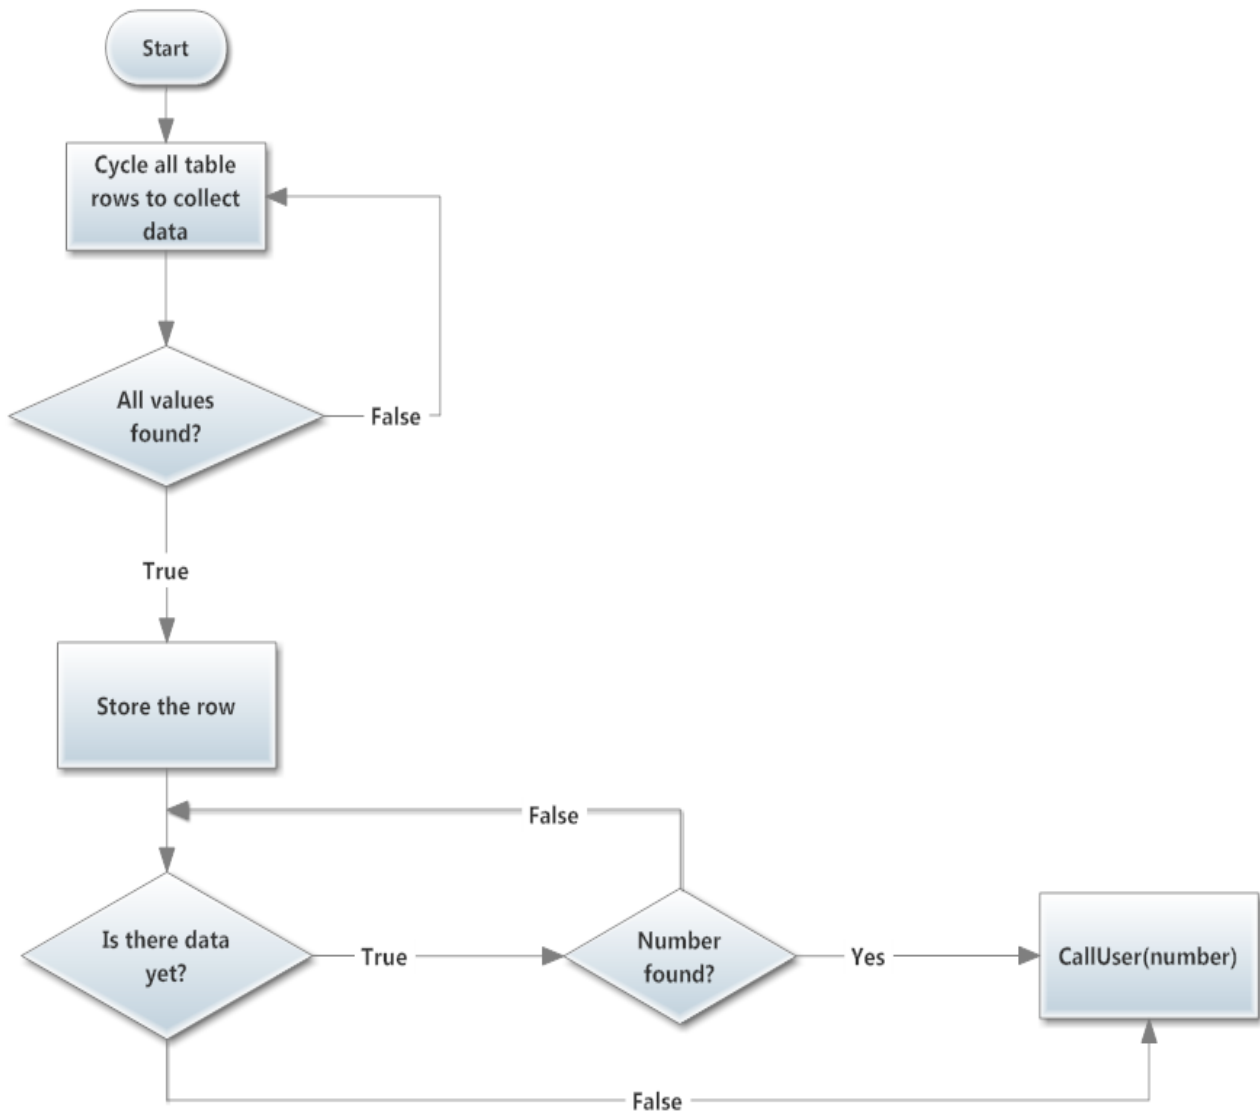 Start
Cycle all table
rows to collect
data
All values
found?
False
True
Store the row
False
Is there data
yet?
True
Number
found?
Yes
CallUser(number)
False